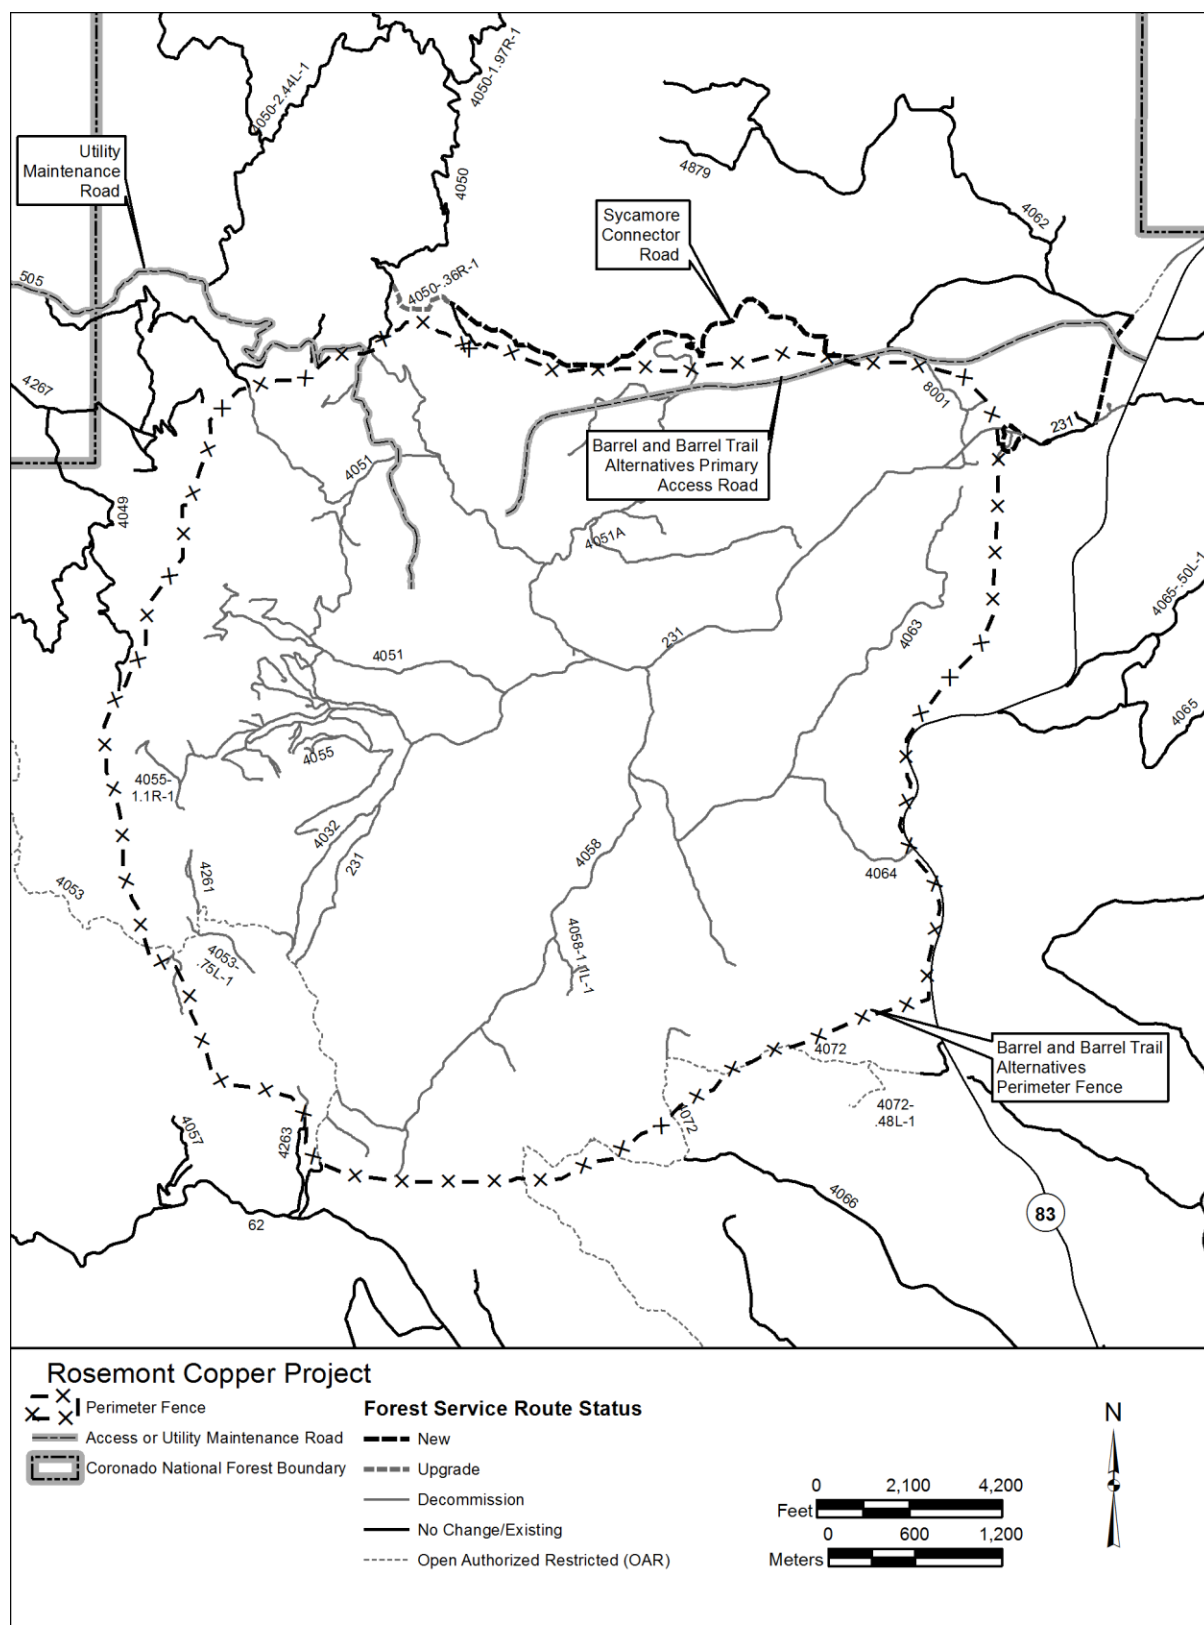 4050-2.44L-1
4050-1.97R-1
Utility
Maintenance
Road
4050
4879
Sycamore
Connector
Road
4062
505
4050-.36R-1
4267
8001
231
Barrel and Barrel Trail
Alternatives Primary
Access Road
4051
4049
4051A
4065-.50L-1
231
4063
4051
4065
4055
4055-
1.1R-1
4032
231
4058
4064
4261
4053
4053-
.75L-1
4058-1.1L-1
Barrel and Barrel Trail
Alternatives
Perimeter Fence
4072
4072-
.48L-1
4072
4057
4263
4066
62
83
Rosemont Copper Project
Perimeter Fence
Access or Utility Maintenance Road
Coronado National Forest Boundary
Forest Service Route Status
New
Upgrade
Decommission
No Change/Existing
Open Authorized Restricted (OAR)
0 2,100 4,200
Feet
0 600 1,200
Meters
N